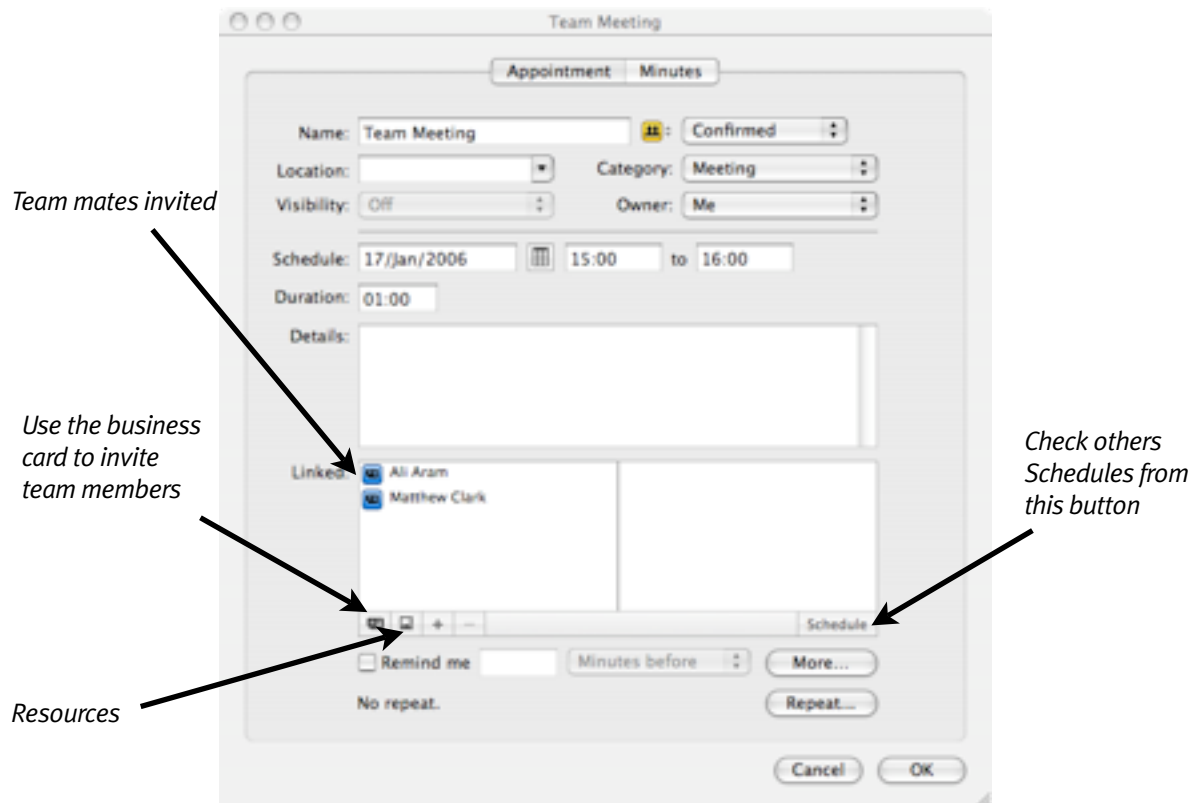 Team Meeting
Appointment Minutes
Name: Team Meeting : Confirmed
Location: Category: Meeting
Team mates invited
Visibility: Off Owner: Me
Schedule: 17/Jan/2006 15:00 to 16:00
Duration: 01:00
Details:
Use the business
card to invite
team members
Check others
Schedules from
this button
Linked: Ali Aram
Matthew Clark
+ − Schedule
Remind me Minutes before More...
Resources
No repeat. Repeat...
Cancel OK